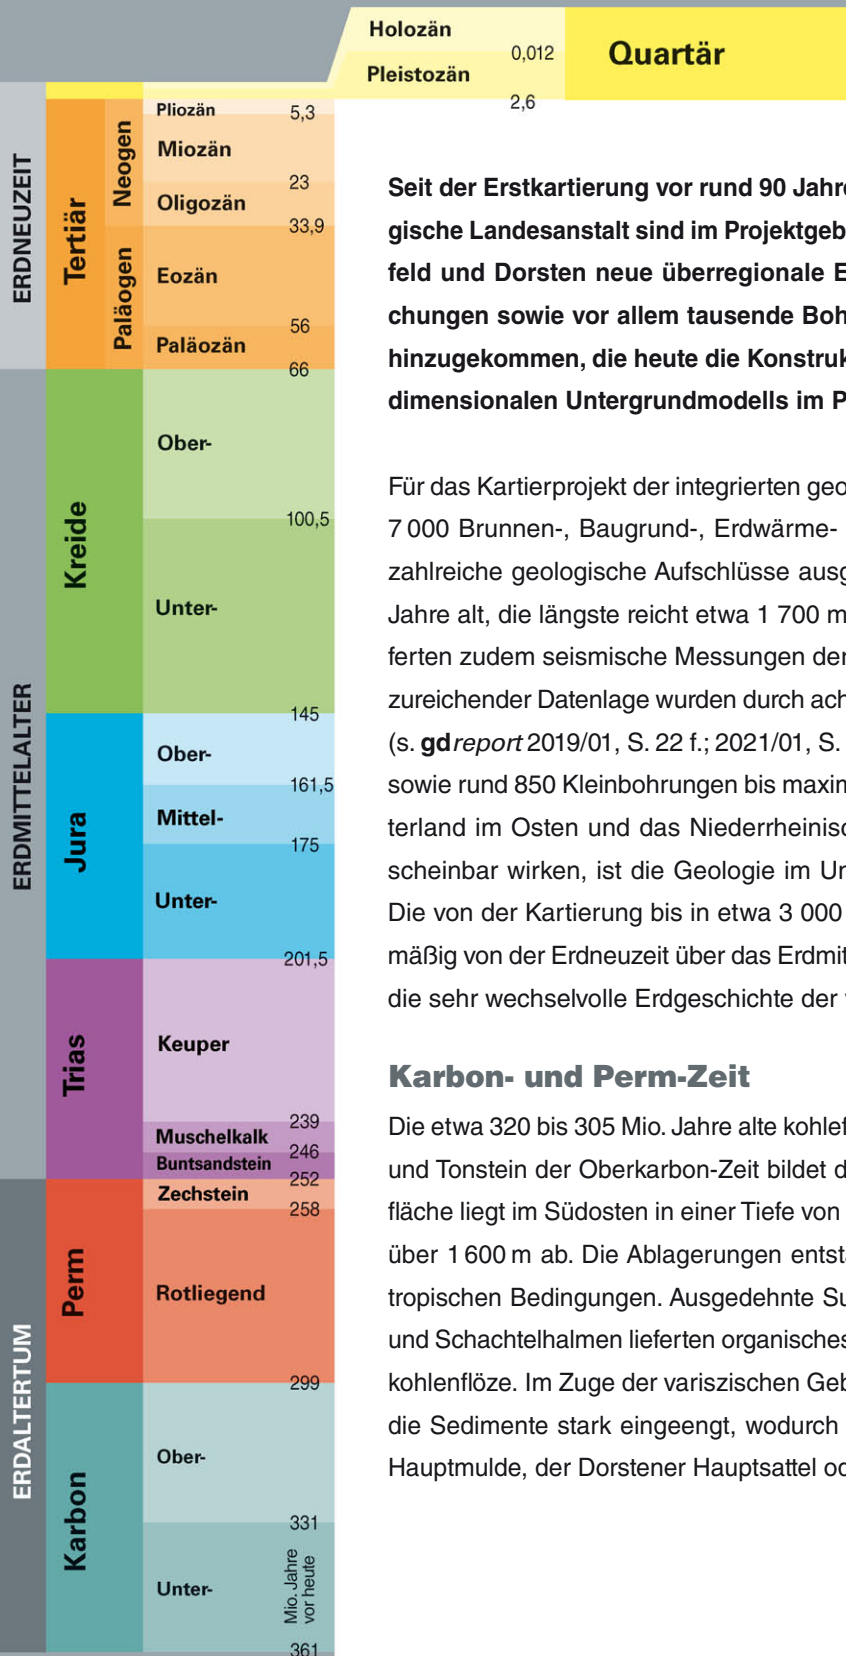 Holozän
0,012
Pleistozän
Quartär
2,6
ERDNEUZEIT
Tertiär
Neogen
Pliozän
5,3
Miozän
23
Oligozän
33,9
Paläogen
Eozän
56
Paläozän
66
ERDMITTELALTER
Kreide
Ober-
100,5
Unter-
145
Jura
Ober-
161,5
Mittel-
175
Unter-
201,5
Trias
Keuper
239
Muschelkalk
246
Buntsandstein
252
ERDALTERTUM
Perm
Zechstein
258
Rotliegend
299
Karbon
Ober-
331
Unter-
Mio. Jahre
vor heute
361
Seit der Erstkartierung vor rund 90 Jahre
gische Landesanstalt sind im Projektgeb
feld und Dorsten neue überregionale E
chungen sowie vor allem tausende Boh
hinzugekommen, die heute die Konstruk
dimensionalen Untergrundmodells im P
Für das Kartierprojekt der integrierten geo
7 000 Brunnen-, Baugrund-, Erdwärme-
zahlreiche geologische Aufschlüsse ausg
Jahre alt, die längste reicht etwa 1 700 m
ferten zudem seismische Messungen der
zureichender Datenlage wurden durch ach
(s. gdreport 2019/01, S. 22 f.; 2021/01, S.
sowie rund 850 Kleinbohrungen bis maxim
terland im Osten und das Niederrheinisc
scheinbar wirken, ist die Geologie im Un
Die von der Kartierung bis in etwa 3 000
mäßig von der Erdneuzeit über das Erdmit
die sehr wechselvolle Erdgeschichte der
Karbon- und Perm-Zeit
Die etwa 320 bis 305 Mio. Jahre alte kohlef
und Tonstein der Oberkarbon-Zeit bildet d
fläche liegt im Südosten in einer Tiefe von
über 1 600 m ab. Die Ablagerungen entst
tropischen Bedingungen. Ausgedehnte Su
und Schachtelhalmen lieferten organisches
kohlenflöze. Im Zuge der variszischen Geb
die Sedimente stark eingeengt, wodurch
Hauptmulde, der Dorstener Hauptsattel od